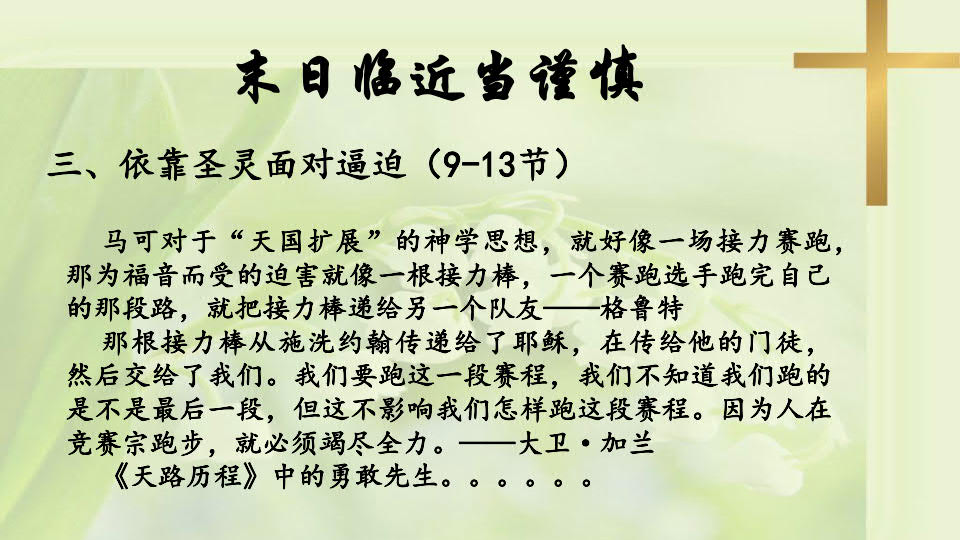 末日临近当谨慎
三、依靠圣灵面对逼迫（9-13节）
马可对于“天国扩展”的神学思想，就好像一场接力赛跑，
那为福音而受的迫害就像一根接力棒，一个赛跑选手跑完自己
的那段路，就把接力棒递给另一个队友——格鲁特
那根接力棒从施洗约翰传递给了耶稣，在传给他的门徒，
然后交给了我们。我们要跑这一段赛程，我们不知道我们跑的
是不是最后一段，但这不影响我们怎样跑这段赛程。因为人在
竞赛宗跑步，就必须竭尽全力。——大卫·加兰
《天路历程》中的勇敢先生。。。。。。